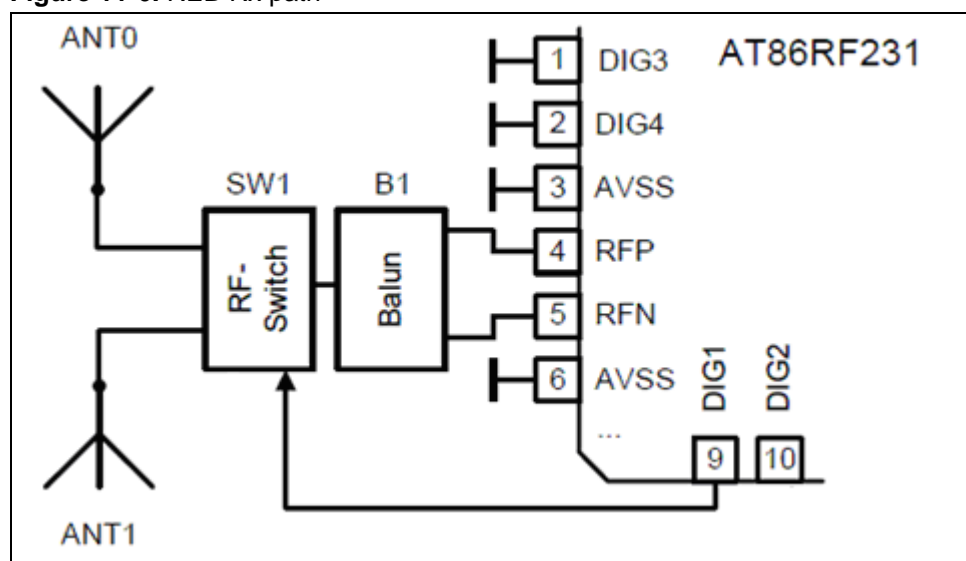 ANT0
SW1
RF-
Switch
B1
Balun
AT86RF231
1 DIG3
2 DIG4
3 AVSS
4 RFP
5 RFN
6 AVSS
...
DIG1
DIG2
9
10
ANT1